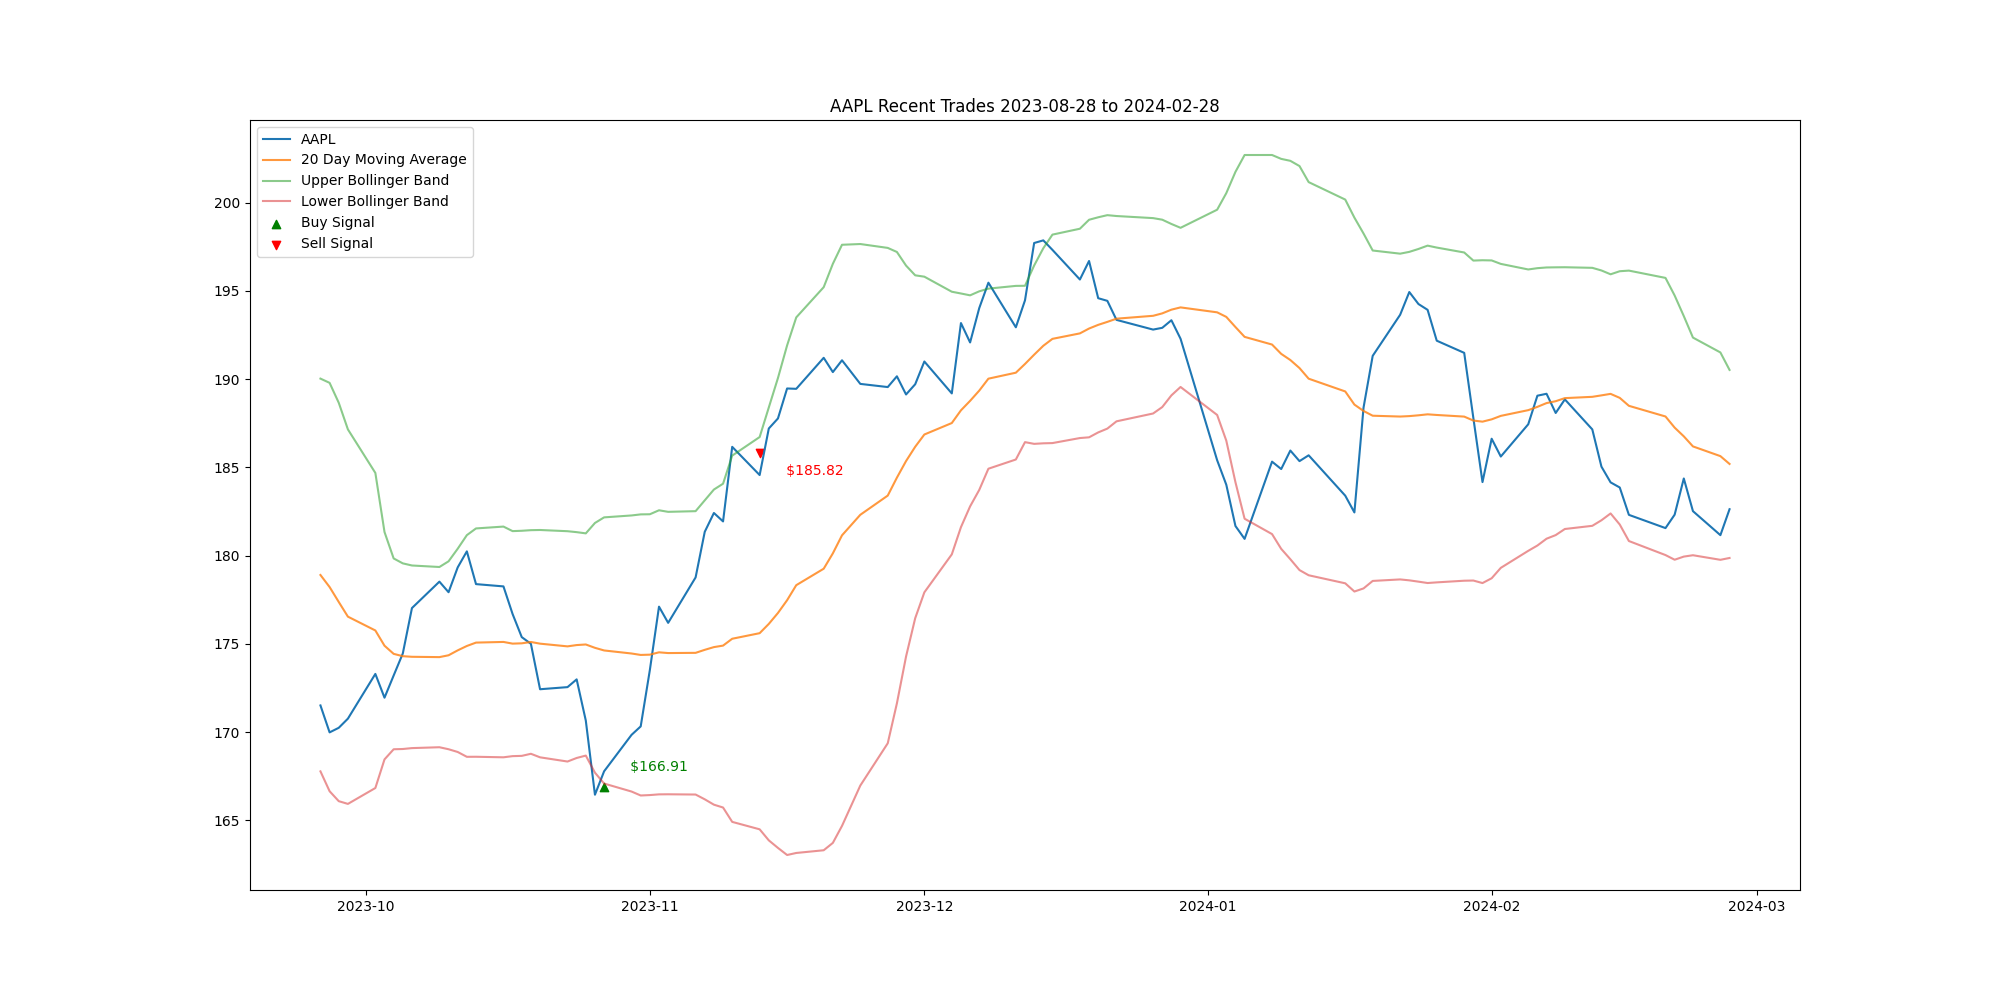 AAPL Recent Trades 2023-08-28 to 2024-02-28
AAPL
20 Day Moving Average
Upper Bollinger Band
Lower Bollinger Band
Buy Signal
Sell Signal
200
195
190
185
180
175
170
165
$185.82
$166.91
2023-10
2023-11
2023-12
2024-01
2024-02
2024-03